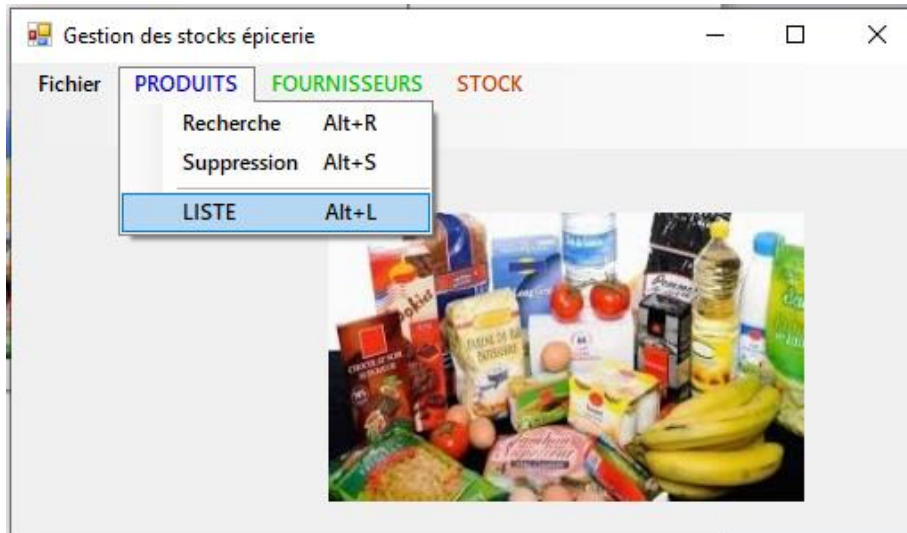 Gestion des stocks épicerie
Fichier PRODUITS FOURNISSEURS STOCK
Recherche Alt+R
Suppression Alt+S
LISTE Alt+L